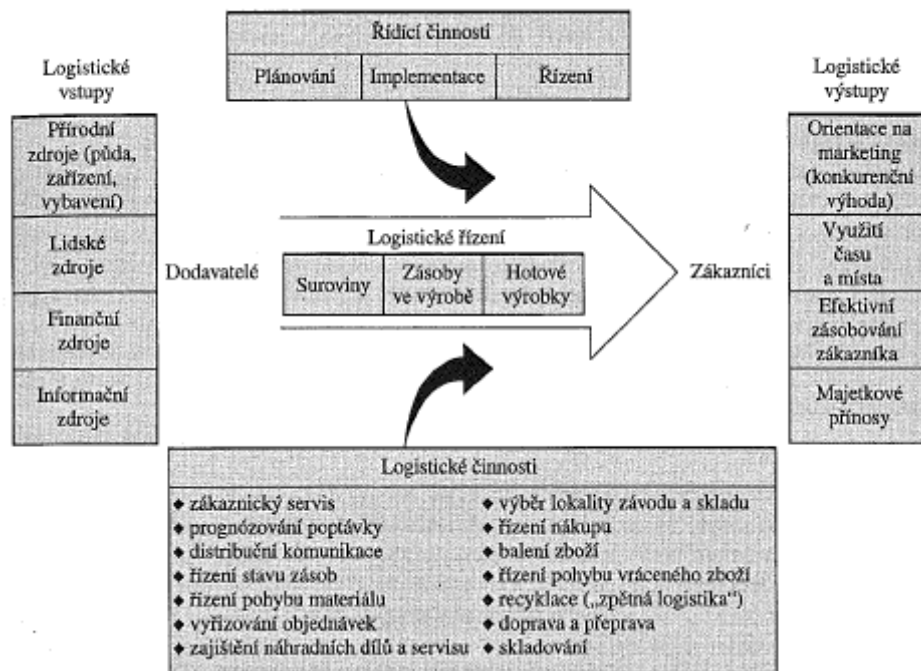 Řídící činnosti
Plánování
Implementace
Řízení
Logistické
vstupy
Přírodní
zdroje (půda,
zařízení,
vybavení)
Lidské
zdroje
Finanční
zdroje
Informační
zdroje
Dodavatelé
Logistické řízení
Suroviny
Zásoby
ve výrobě
Hotové
výrobky
Zákazníci
Logistické
výstupy
Orientace na
marketing
(konkurenční
výhoda)
Využití
času
a místa
Efektivní
zásobování
zákazníka
Majetkové
přínosy
Logistické činnosti
◆ zákaznický servis
◆ prognózování poptávky
◆ distribuční komunikace
◆ řízení stavu zásob
◆ řízení pohybu materiálu
◆ vyřizování objednávek
◆ zajištění náhradních dílů a servisu
◆ výběr lokality závodu a skladu
◆ řízení nákupu
◆ balení zboží
◆ řízení pohybu vráceného zboží
◆ recyklace („zpětná logistika“)
◆ doprava a přeprava
◆ skladování